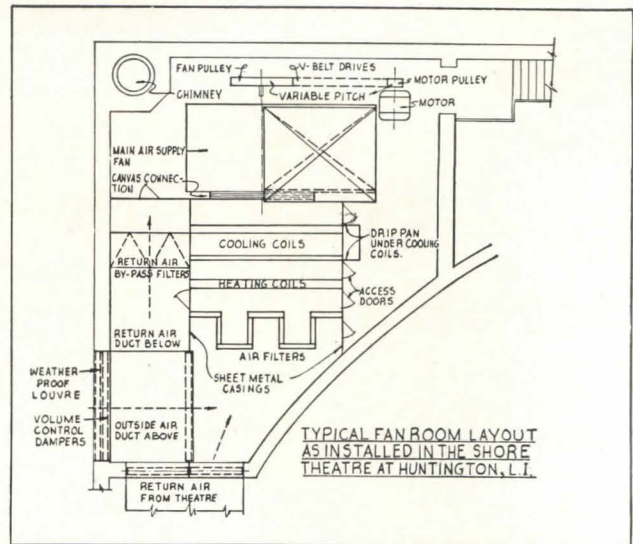 FAN PULLEY
V-BELT DRIVES
MOTOR PULLEY
VARIABLE PITCH
CHIMNEY
MOTOR
MAIN AIR SUPPLY
FAN
CANVAS CONNEC-
TION
COOLING COILS
DRIP PAN
UNDER COOLING
COILS.
RETURN AIR
BY-PASS FILTERS
HEATING COILS
ACCESS
DOORS
RETURN AIR
DUCT BELOW
AIR FILTERS
SHEET METAL
CASINGS
WEATHER
PROOF
LOUVRE
VOLUME
CONTROL
DAMPERS
OUTSIDE AIR
DUCT ABOVE
TYPICAL FAN ROOM LAYOUT
AS INSTALLED IN THE SHORE
THEATRE AT HUNTINGTON, L.I.
RETURN AIR
FROM THEATRE